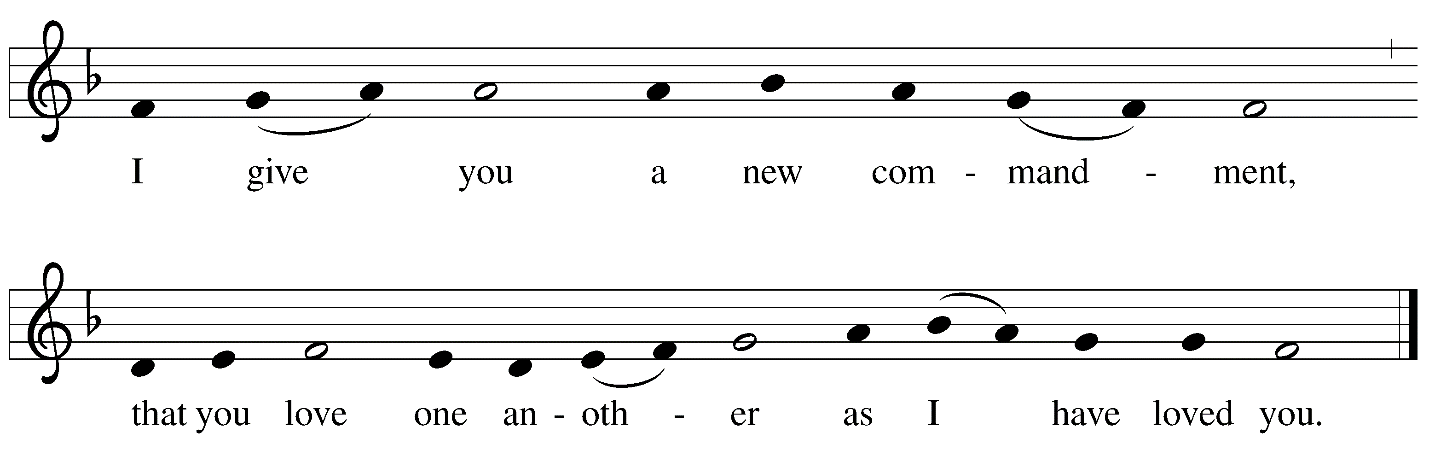 I give you a new com - mand - ment,
that you love one an - oth - er as I have loved you.